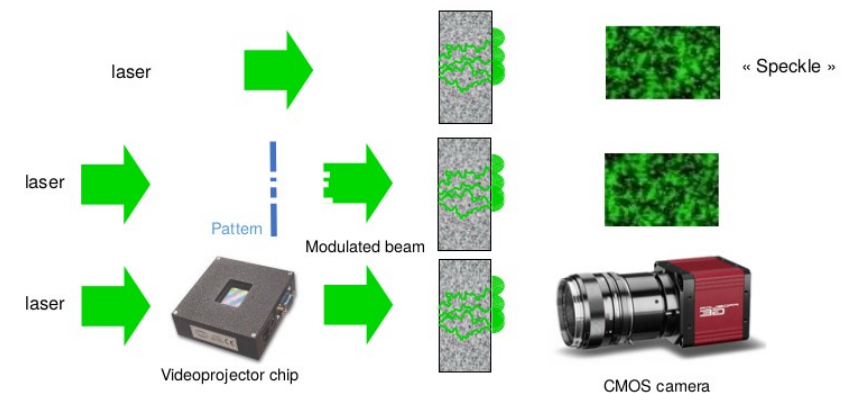 laser
« Speckle »
laser
Pattern
Modulated beam
laser
Videoprojector chip
CMOS camera